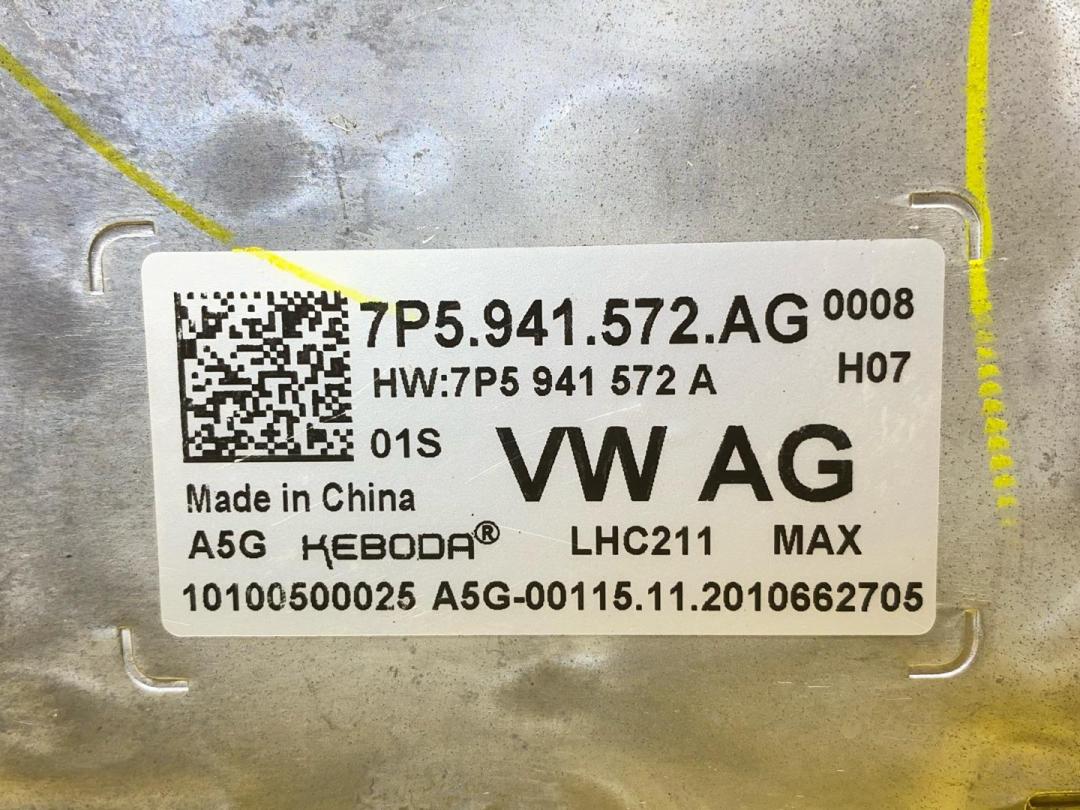 7P5.941.572.AG 0008
HW:7P5 941 572 A H07
01S VW AG
Made in China
A5G KEBODA® LHC211 MAX
10100500025 A5G-00115.11.2010662705